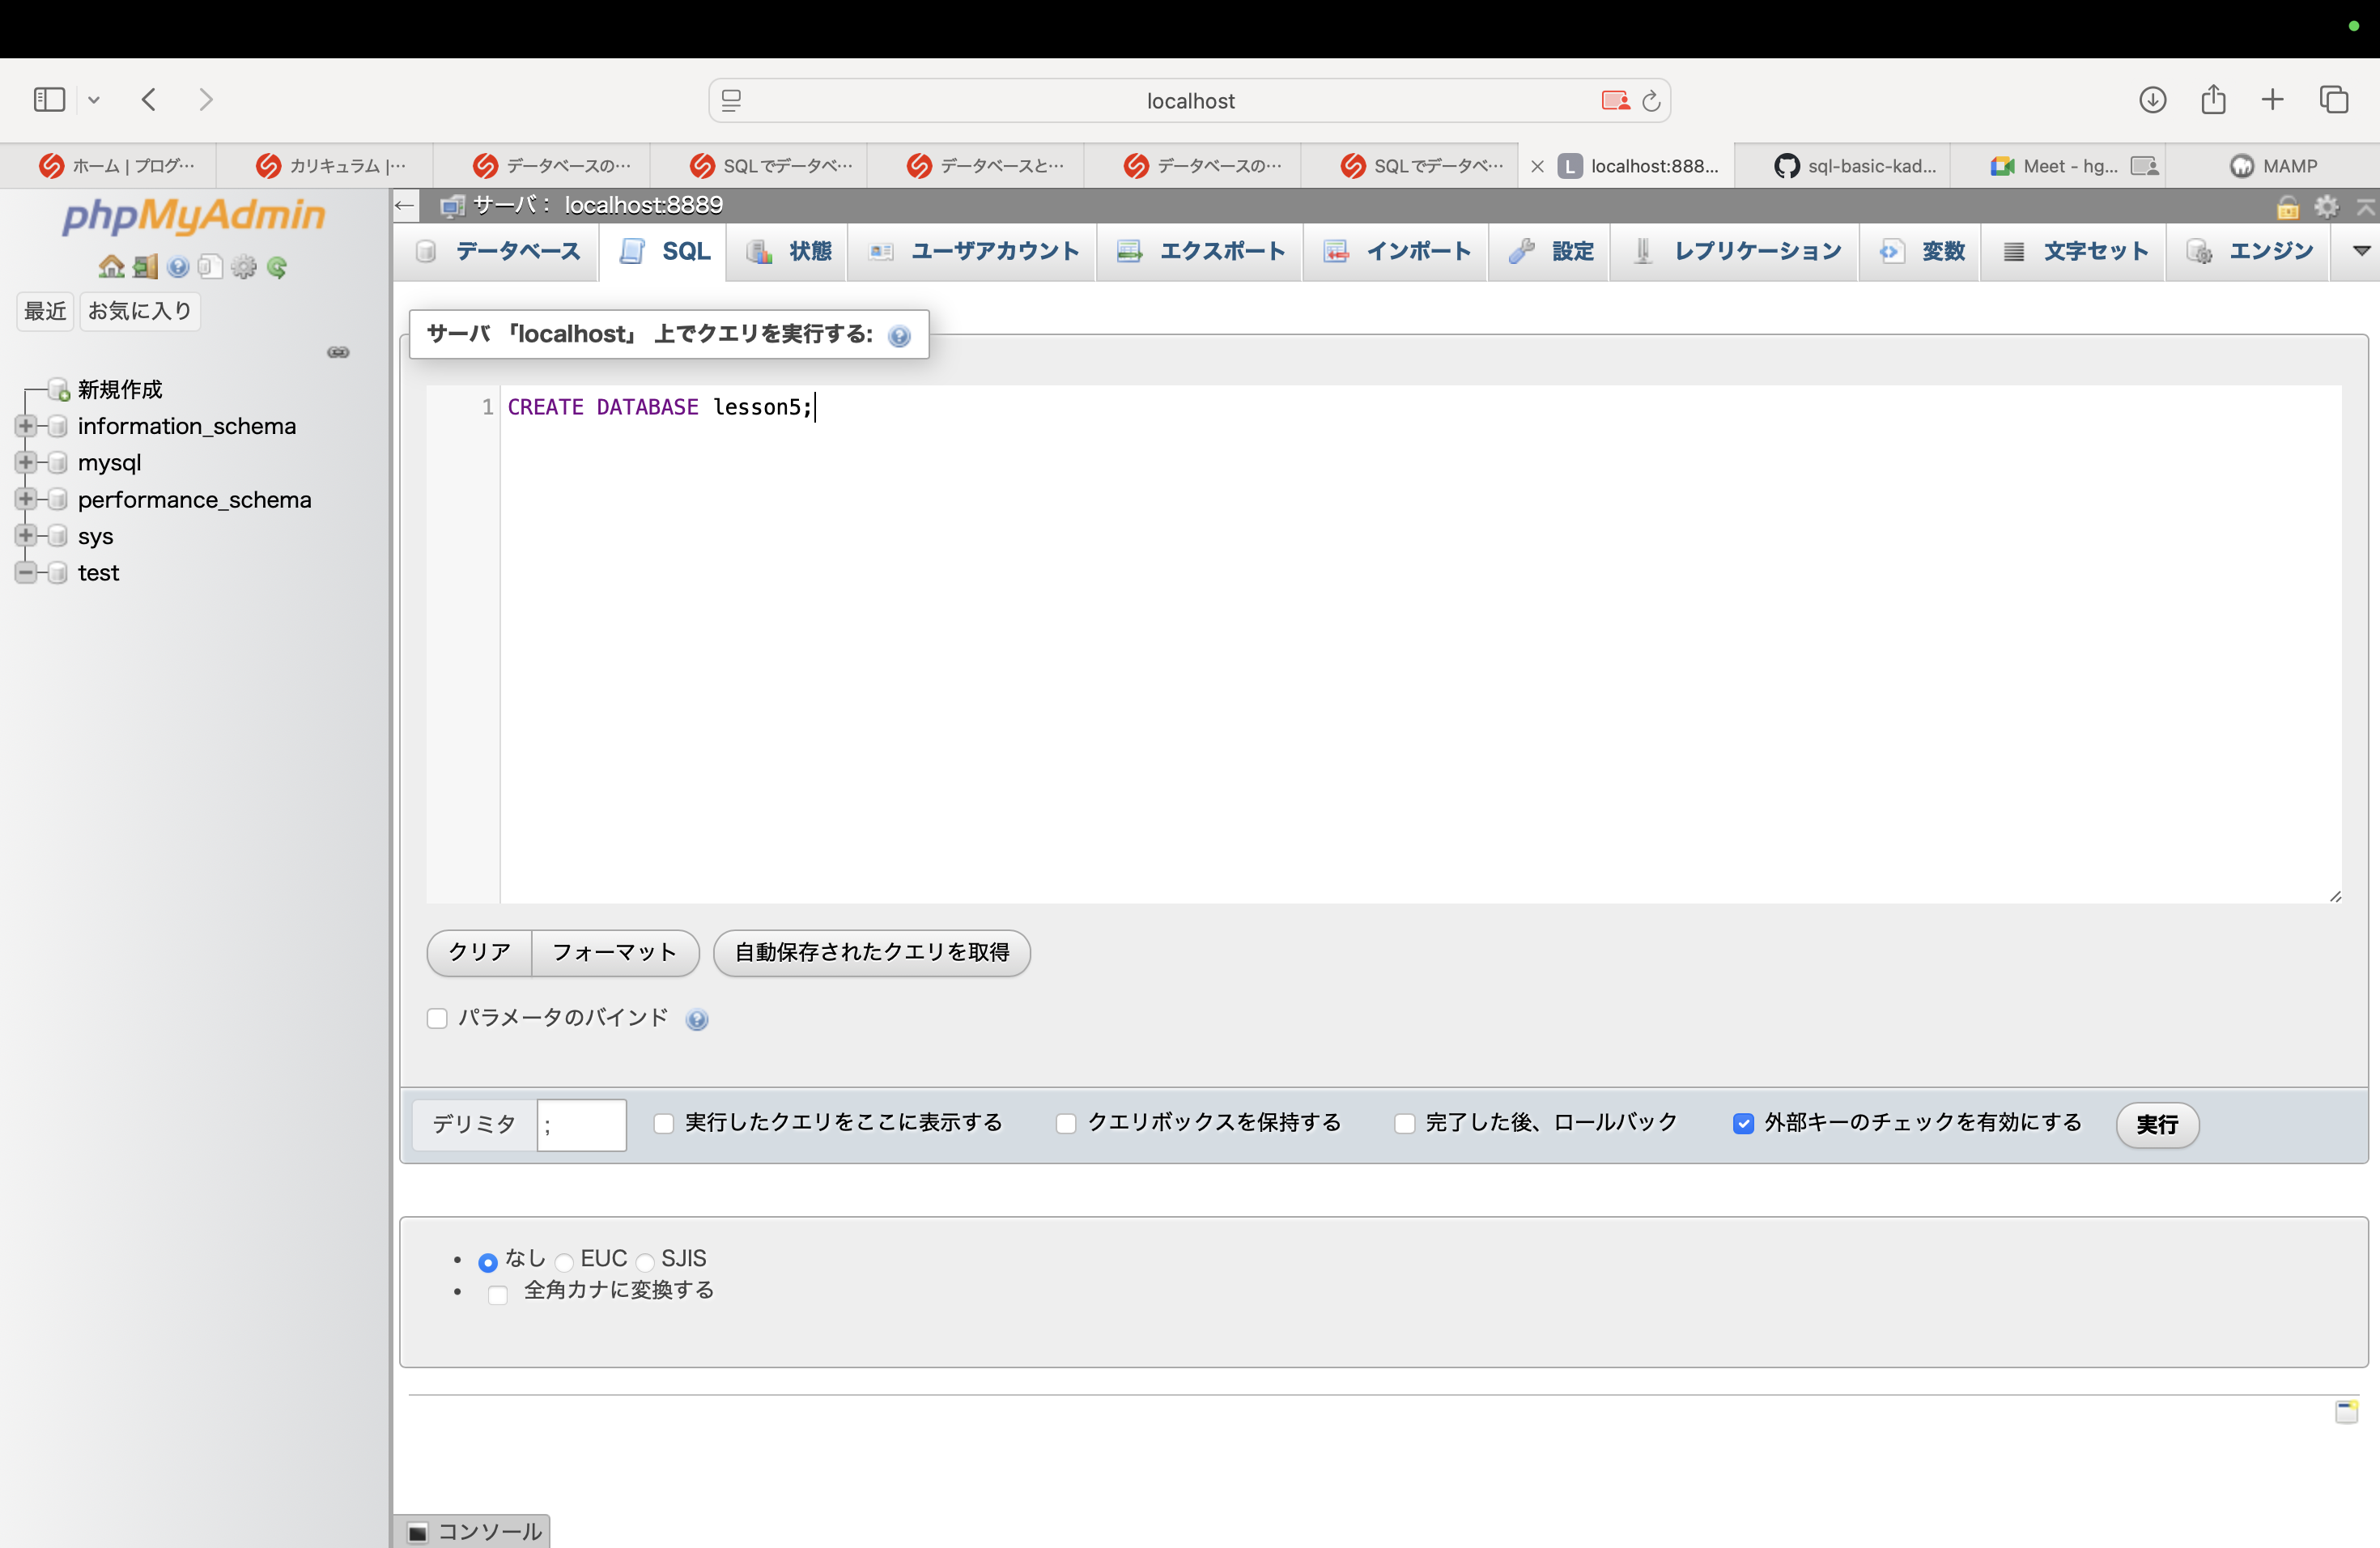 localhost
ホーム | プログ…
カリキュラム |…
データベースの…
SQLでデータベ…
データベースと…
データベースの…
SQLでデータベ…
L localhost:888...
sql-basic-kad...
Meet - hg...
MAMP
phpMyAdmin
最近 お気に入り
新規作成
information_schema
mysql
performance_schema
sys
test
サーバ： localhost:8889
データベース SQL 状態 ユーザアカウント エクスポート インポート 設定 レプリケーション 変数 文字セット エンジン
サーバ 「localhost」 上でクエリを実行する:
1 CREATE DATABASE lesson5;
クリア フォーマット 自動保存されたクエリを取得
パラメータのバインド
デリミタ ; 実行したクエリをここに表示する クエリボックスを保持する 完了した後、ロールバック 外部キーのチェックを有効にする 実行
• なし EUC SJIS
• 全角カナに変換する
コンソール